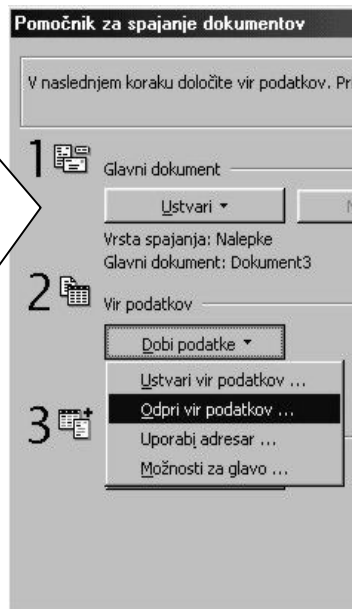 Pomočnik za spajanje dokumentov
V naslednjem koraku določite vir podatkov.
1
Glavni dokument
Ustvari
Vrsta spajanja: Nalepke
Glavni dokument: Dokument3
2
Vir podatkov
Dobi podatke
Ustvari vir podatkov ...
Odpri vir podatkov ...
3
Uporabi adresar ...
Možnosti za glavo ...